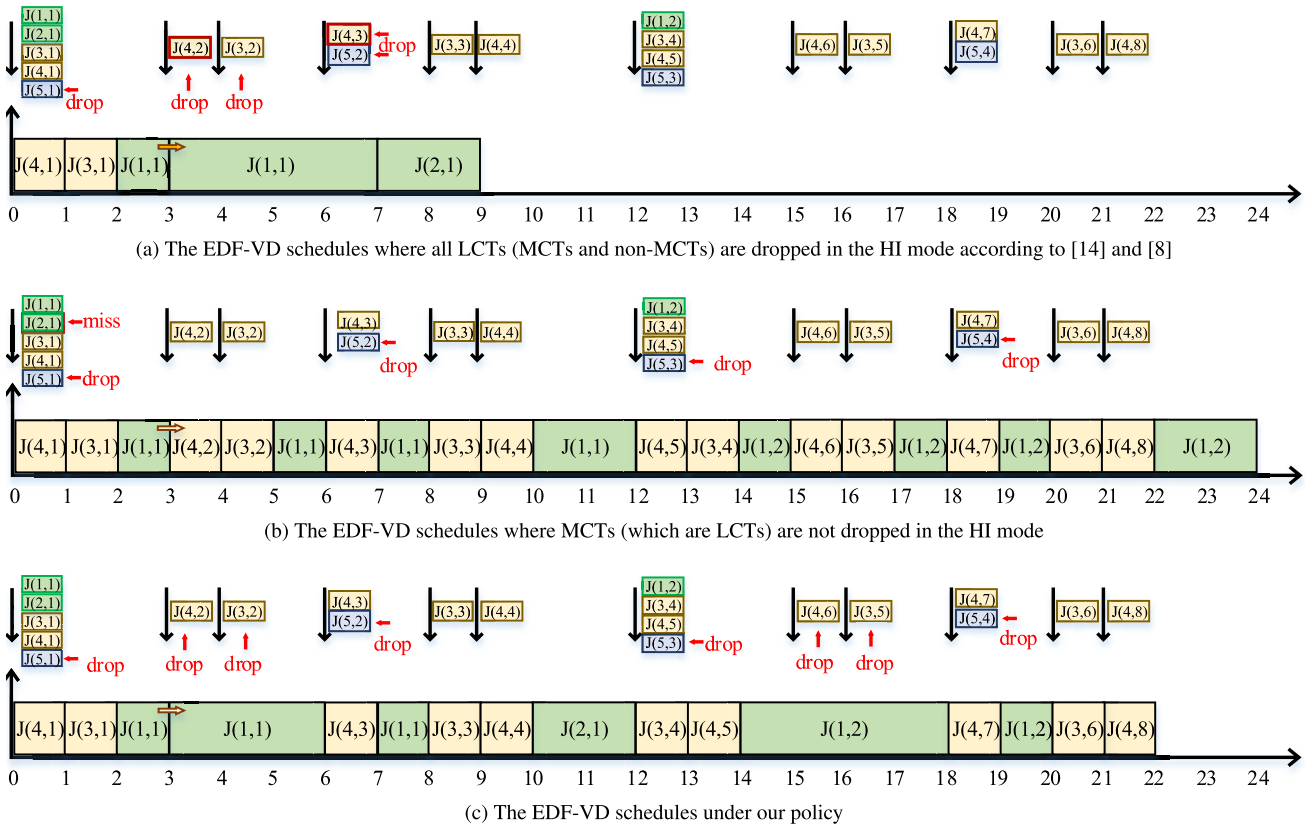 J(1,1)
J(2,1)
J(3,1)
J(4,1)
J(5,1)
drop
J(4,2)
drop
J(3,2)
drop
J(4,3)
J(5,2)
drop
J(3,3)
J(4,4)
J(1,2)
J(3,4)
J(4,5)
J(5,3)
J(4,6)
J(3,5)
J(4,7)
J(5,4)
J(3,6)
J(4,8)
J(4,1) J(3,1) J(1,1) J(1,1) J(2,1)
0 1 2 3 4 5 6 7 8 9 10 11 12 13 14 15 16 17 18 19 20 21 22 23 24
(a) The EDF-VD schedules where all LCTs (MCTs and non-MCTs) are dropped in the HI mode according to [14] and [8]
J(1,1)
J(2,1)
miss
J(3,1)
J(4,1)
J(5,1)
drop
J(4,2)
J(3,2)
J(4,3)
J(5,2)
drop
J(3,3)
J(4,4)
J(1,2)
J(3,4)
J(4,5)
J(5,3)
drop
J(4,6)
J(3,5)
J(4,7)
J(5,4)
drop
J(3,6)
J(4,8)
J(4,1) J(3,1) J(1,1) J(4,2) J(3,2) J(1,1) J(4,3) J(1,1) J(3,3) J(4,4) J(1,1) J(4,5) J(3,4) J(1,2) J(4,6) J(3,5) J(1,2) J(4,7) J(1,2) J(3,6) J(4,8) J(1,2)
0 1 2 3 4 5 6 7 8 9 10 11 12 13 14 15 16 17 18 19 20 21 22 23 24
(b) The EDF-VD schedules where MCTs (which are LCTs) are not dropped in the HI mode
J(1,1)
J(2,1)
J(3,1)
J(4,1)
J(5,1)
drop
J(4,2)
drop
J(3,2)
drop
J(4,3)
J(5,2)
drop
J(3,3)
J(4,4)
J(1,2)
J(3,4)
J(4,5)
J(5,3)
drop
J(4,6)
drop
J(3,5)
drop
J(4,7)
J(5,4)
drop
J(3,6)
J(4,8)
J(4,1) J(3,1) J(1,1) J(1,1) J(4,3) J(1,1) J(3,3) J(4,4) J(2,1) J(3,4) J(4,5) J(1,2) J(4,7) J(1,2) J(3,6) J(4,8)
0 1 2 3 4 5 6 7 8 9 10 11 12 13 14 15 16 17 18 19 20 21 22 23 24
(c) The EDF-VD schedules under our policy